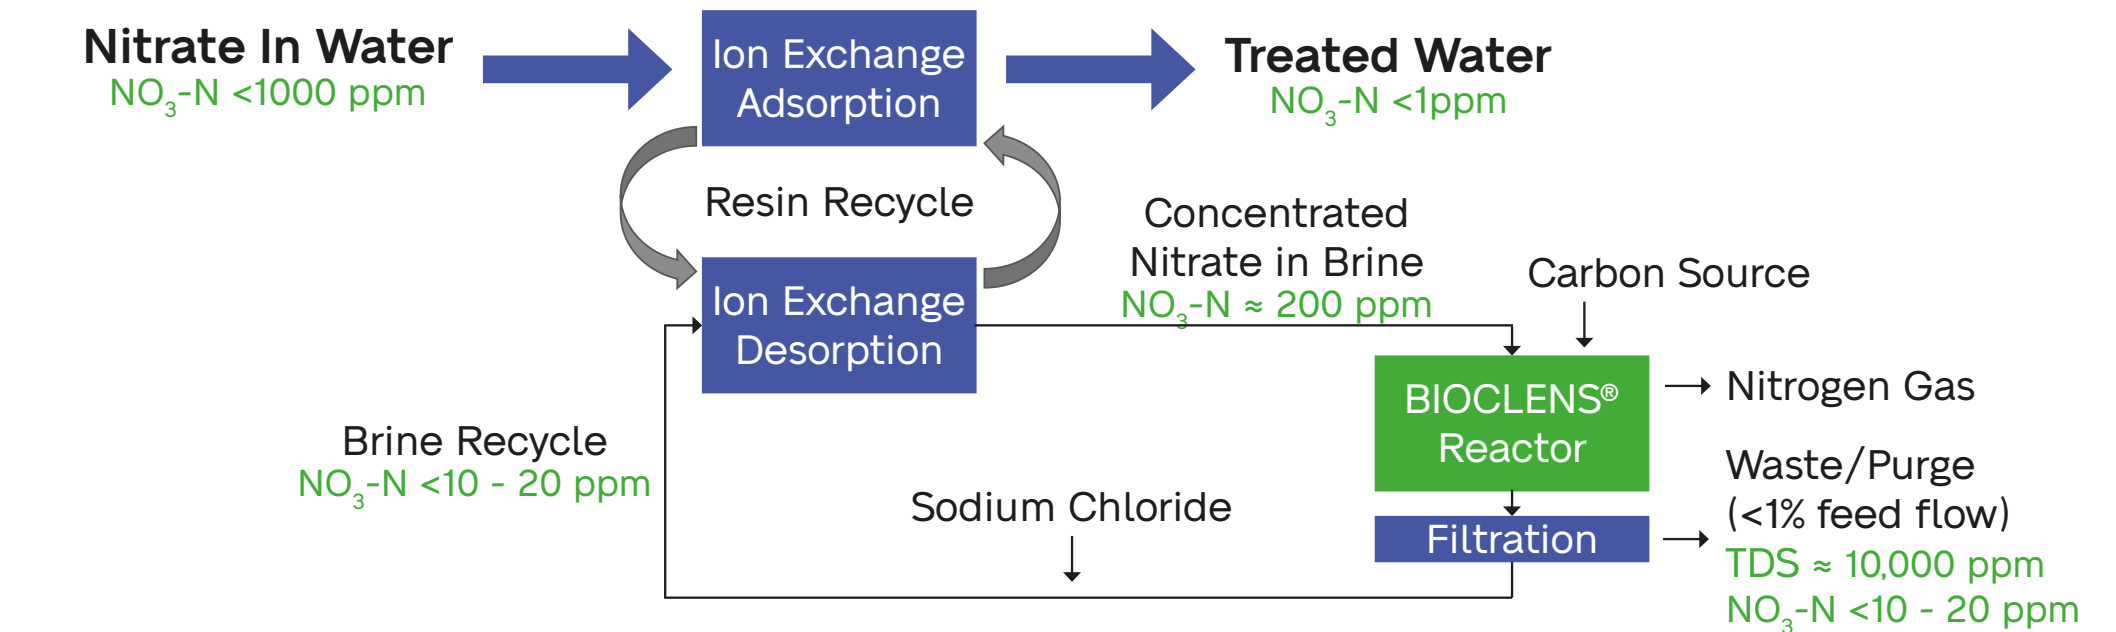 Nitrate In Water
NO₃-N <1000 ppm
Ion Exchange
Adsorption
Treated Water
NO₃-N <1ppm
Resin Recycle
Ion Exchange
Desorption
Concentrated
Nitrate in Brine
NO₃-N ≈ 200 ppm
Carbon Source
BIOCLENS®
Reactor
Nitrogen Gas
Filtration
Waste/Purge
(<1% feed flow)
TDS ≈ 10,000 ppm
NO₃-N <10 - 20 ppm
Sodium Chloride
Brine Recycle
NO₃-N <10 - 20 ppm